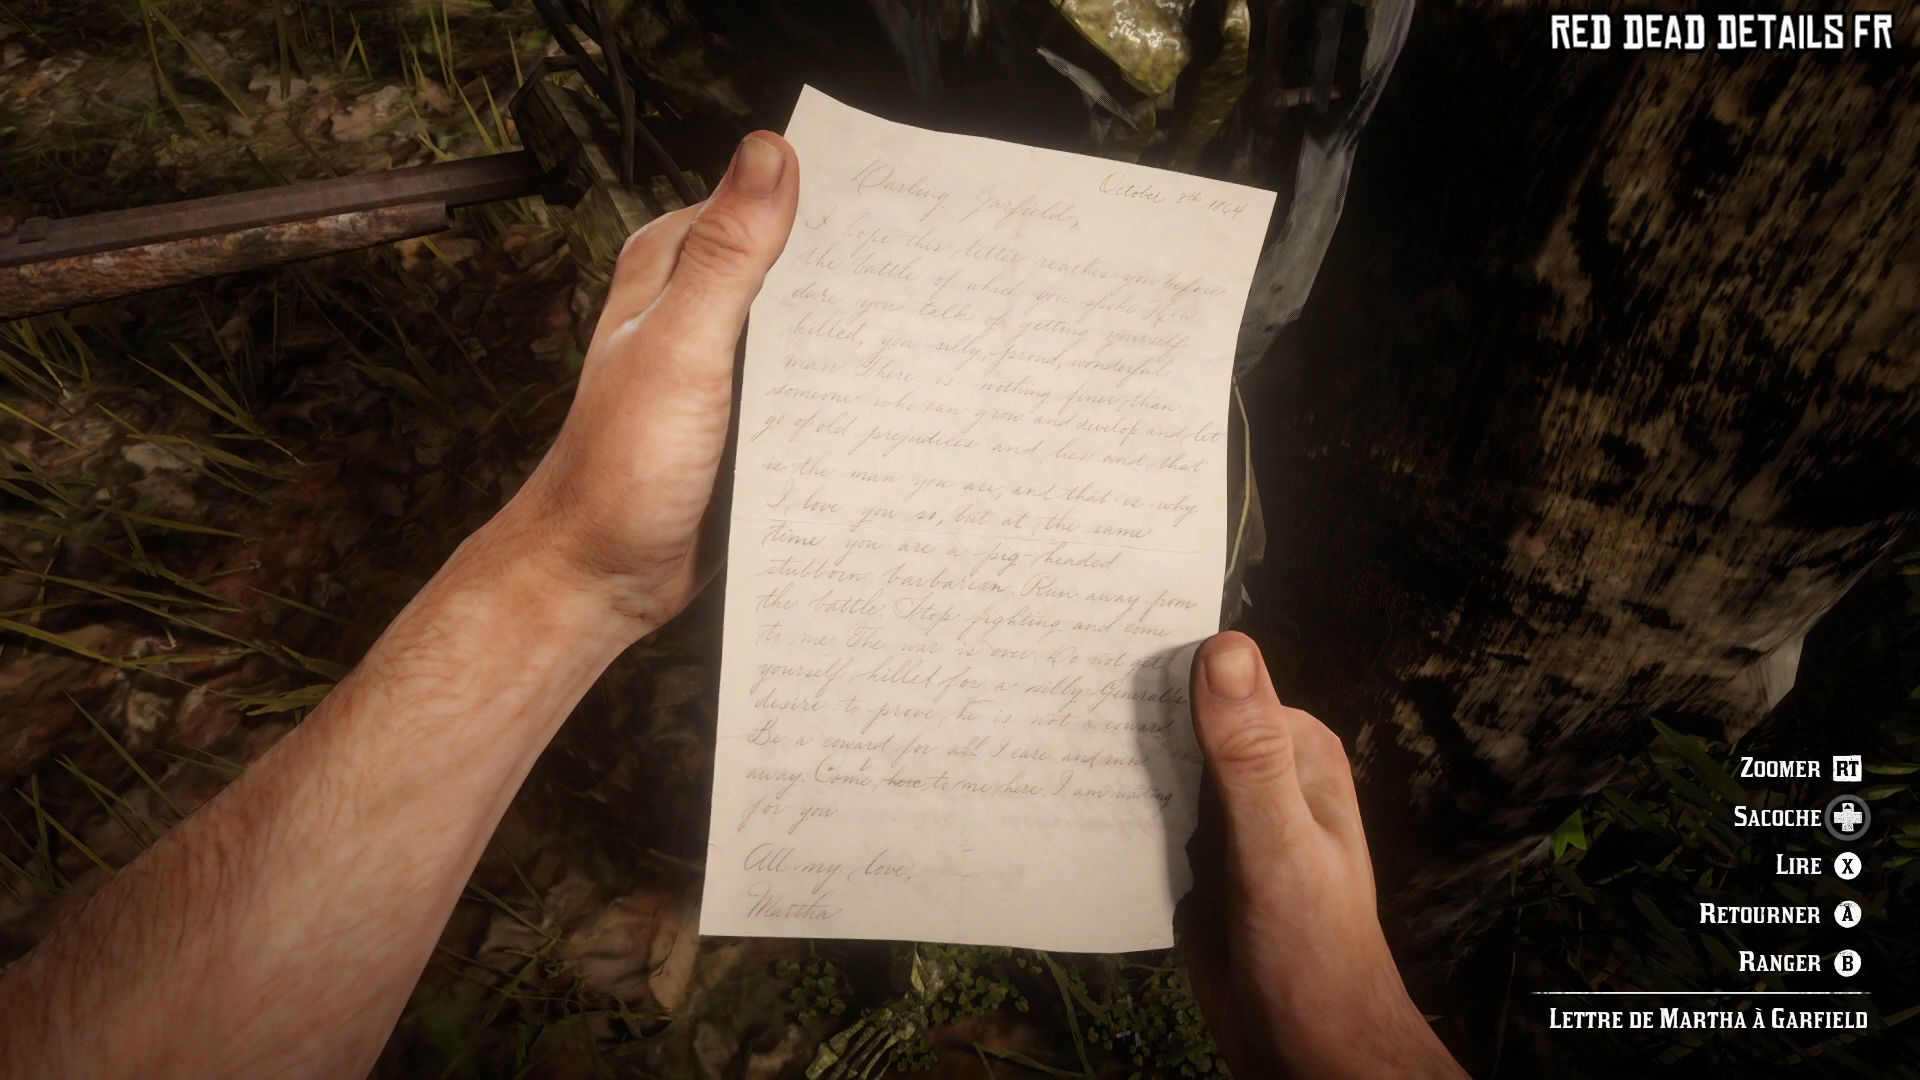 RED DEAD DETAILS FR
October 8th 1864
Darling Garfield,
I hope this letter reaches you before
the battle of which you spoke How
dare you talk of getting yourself
killed, you silly, proud, wonderful
man There is nothing finer than
someone who can grow and develop and let
go of old prejudices and lies and that
is the man you are, and that is why
I love you so, but at the same
time you are a pig-headed
stubborn barbarian. Run away from
the battle. Stop fighting and come
to me The war is over. Do not get
yourself killed for a silly General's
desire to prove he is not a coward
Be a coward for all I care and run
away. Come here to me here. I am waiting
for you
All my love,
Martha
ZOOMER RT
SACOCHE
LIRE X
RETOURNER A
RANGER B
LETTRE DE MARTHA À GARFIELD